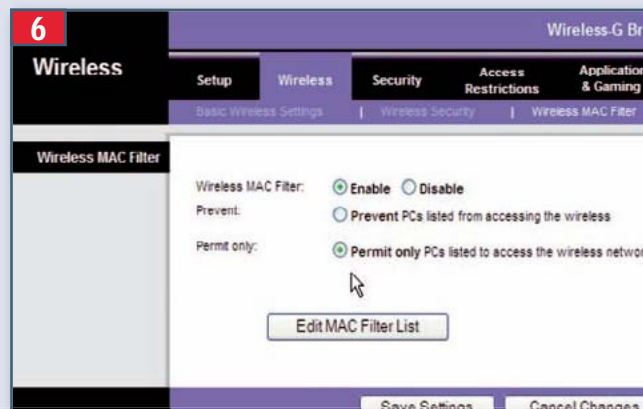 6
Wireless-G Br
Wireless
Setup Wireless Security Access Restrictions Application & Gaming
Basic Wireless Settings | Wireless Security | Wireless MAC Filter
Wireless MAC Filter
Wireless MAC Filter: Enable Disable
Prevent: Prevent PCs listed from accessing the wireless
Permit only: Permit only PCs listed to access the wireless networ
Edit MAC Filter List
Save Settings Cancel Changes